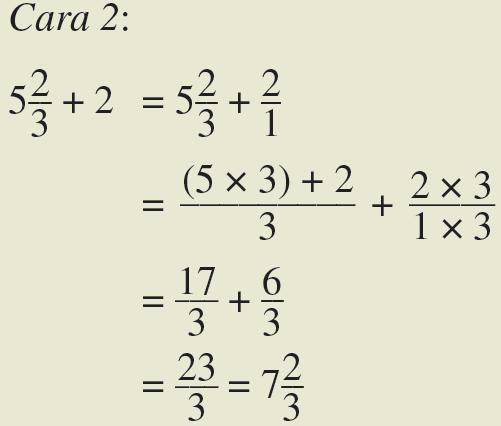 Cara 2:
5 2/3 + 2 = 5 2/3 + 2/1
= (5 × 3) + 2 / 3 + 2 × 3 / 1 × 3
= 17/3 + 6/3
= 23/3 = 7 2/3